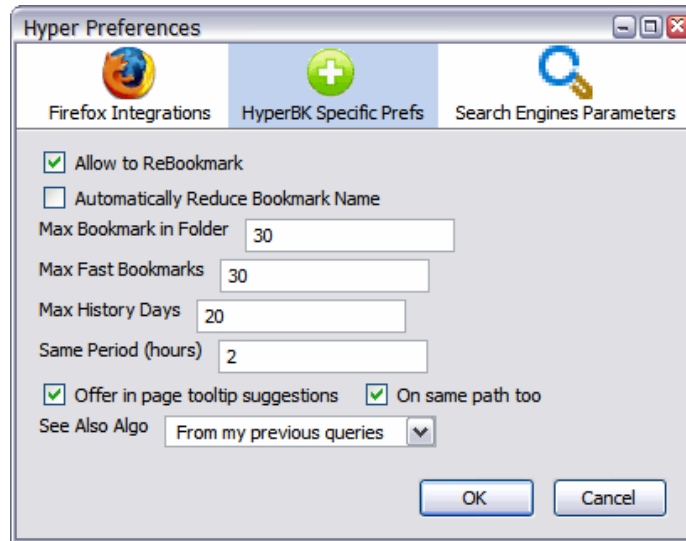 Hyper Preferences
Firefox Integrations HyperBK Specific Prefs Search Engines Parameters
Allow to ReBookmark
Automatically Reduce Bookmark Name
Max Bookmark in Folder 30
Max Fast Bookmarks 30
Max History Days 20
Same Period (hours) 2
Offer in page tooltip suggestions On same path too
See Also Algo From my previous queries
OK Cancel